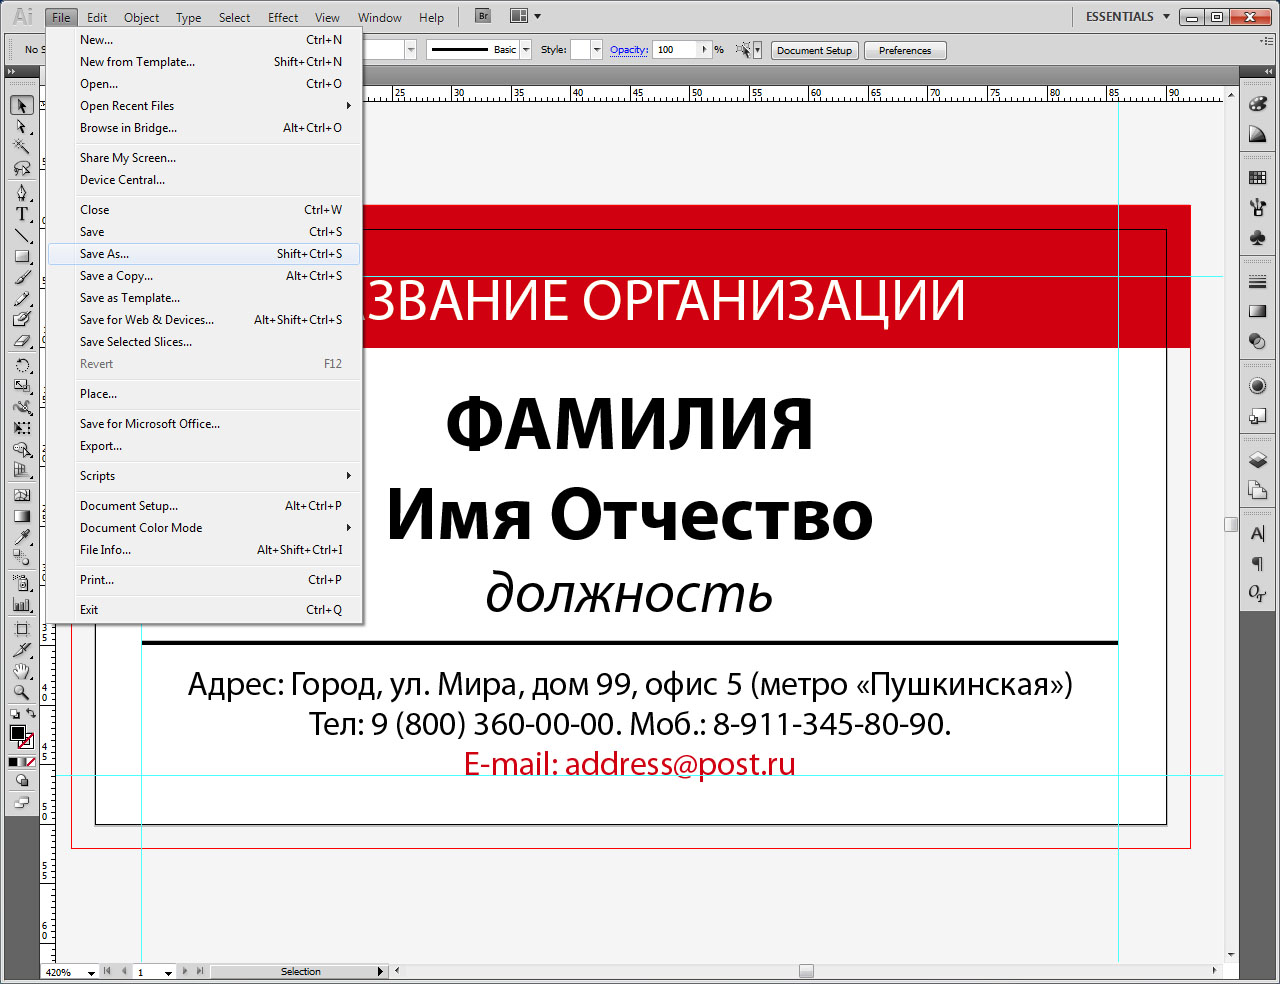 Ai File Edit Object Type Select Effect View Window Help Br ESSENTIALS
No S Basic Style: Opacity: 100 % Document Setup Preferences
New... Ctrl+N
New from Template... Shift+Ctrl+N
Open... Ctrl+O
Open Recent Files
Browse in Bridge... Alt+Ctrl+O
Share My Screen...
Device Central...
Close Ctrl+W
Save Ctrl+S
Save As... Shift+Ctrl+S
Save a Copy... Alt+Ctrl+S
Save as Template...
Save for Web & Devices... Alt+Shift+Ctrl+S
Save Selected Slices...
Revert F12
Place...
Save for Microsoft Office...
Export...
Scripts
Document Setup... Alt+Ctrl+P
Document Color Mode
File Info... Alt+Shift+Ctrl+I
Print... Ctrl+P
Exit Ctrl+Q
25 30 35 40 45 50 55 60 65 70 75 80 85 90
ЗВАНИЕ ОРГАНИЗАЦИИ
ФАМИЛИЯ
Имя Отчество
должность
Адрес: Город, ул. Мира, дом 99, офис 5 (метро «Пушкинская»)
Тел: 9 (800) 360-00-00. Моб.: 8-911-345-80-90.
E-mail: address@post.ru
35
40
45
50
55
60
420% 1 Selection